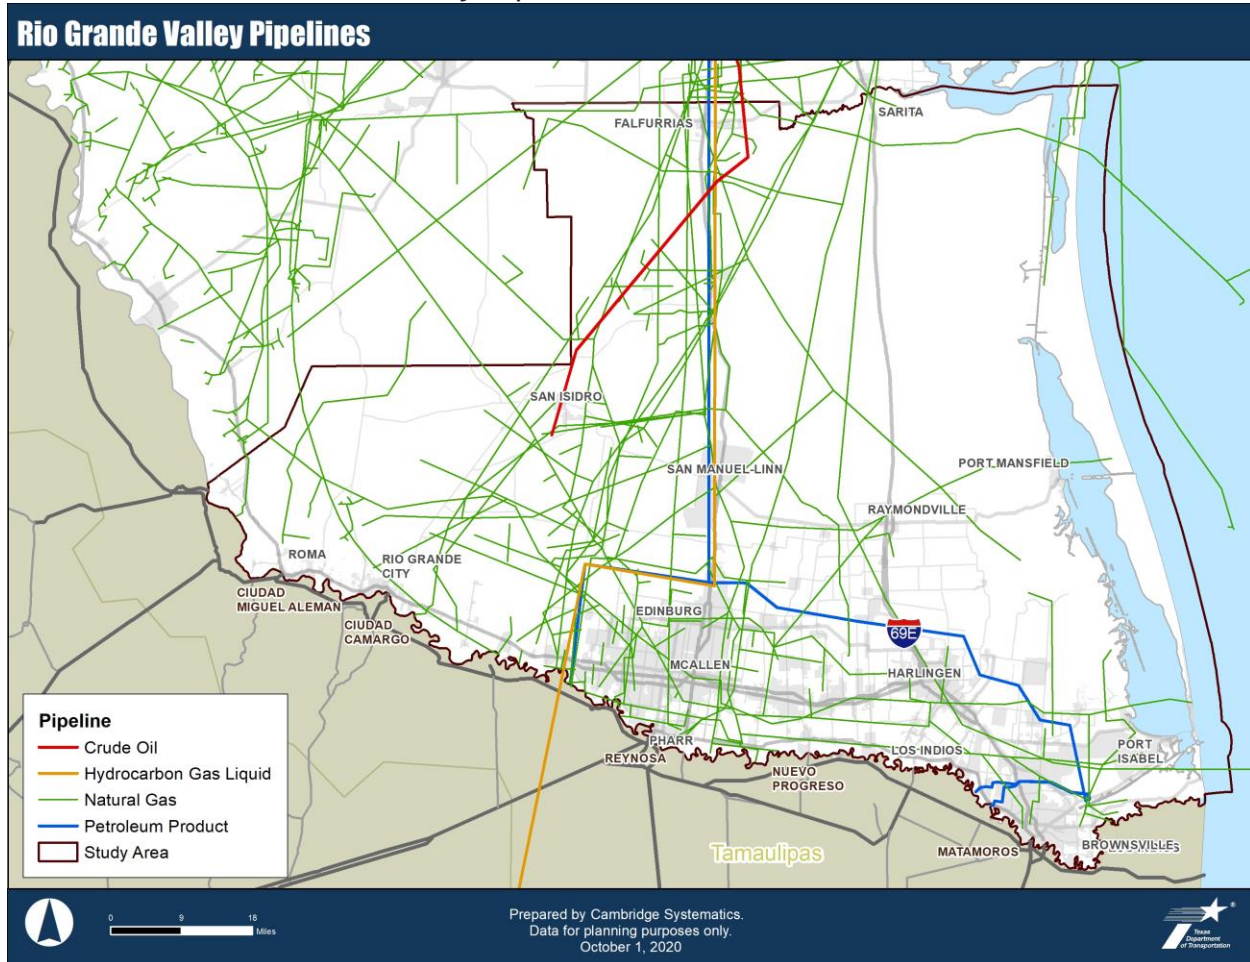 Rio Grande Valley Pipelines
FALFURRIAS
SARITA
SAN ISIDRO
SAN MANUEL-LINN
PORT MANSFIELD
RAYMONDVILLE
ROMA
RIO GRANDE
CITY
CIUDAD
MIGUEL ALEMAN
CIUDAD
CAMARGO
EDINBURG
69E
MCALLEN
HARLINGEN
PHARR
REYNOSA
LOS INDIOS
PORT
ISABEL
NUEVO
PROGRESO
MATAMOROS
BROWNSVILLE
Tamaulipas
Pipeline
Crude Oil
Hydrocarbon Gas Liquid
Natural Gas
Petroleum Product
Study Area
0 9 18
Miles
Prepared by Cambridge Systematics.
Data for planning purposes only.
October 1, 2020
Texas
Department
of Transportation
®